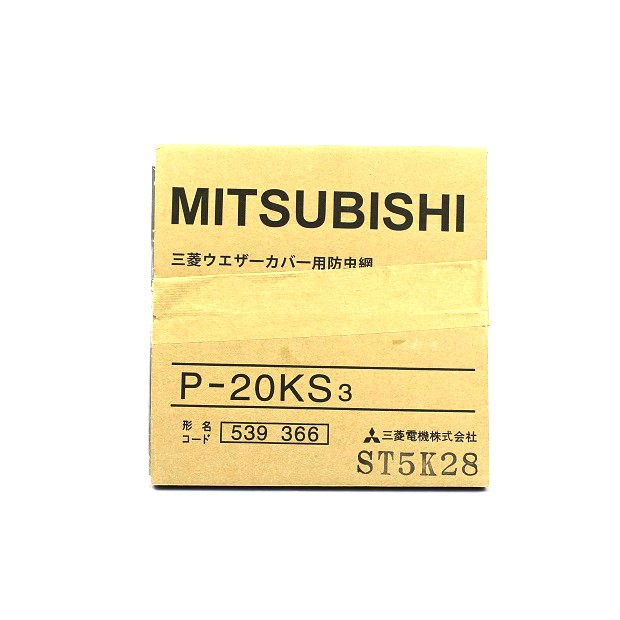 MITSUBISHI
三菱ウエザーカバー用防虫網
P-20KS3
形名
コード 539 366
三菱電機株式会社
ST5K28